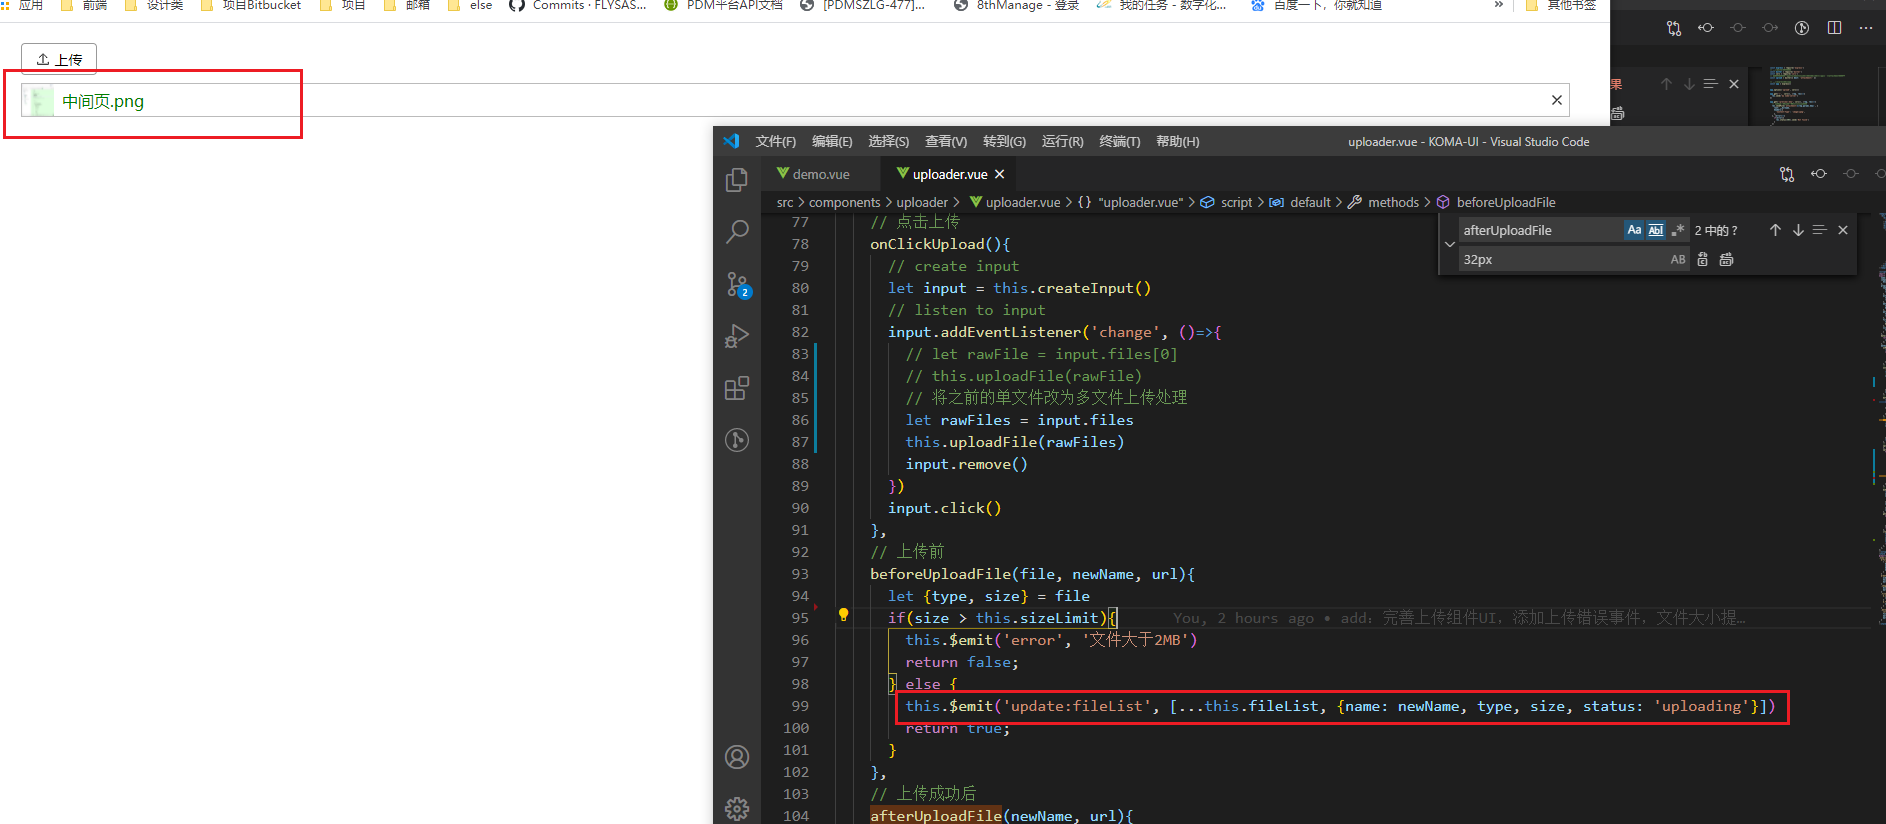 应用 前端 设计类 项目Bitbucket 项目 邮箱 else Commits · FLYSAS... PDM平台API文档 [PDMSZLG-477]... 8thManage - 登录 我的任务 - 数字化... 百度一下，你就知道 » 其他书签
上传
中间页.png
果
文件(F) 编辑(E) 选择(S) 查看(V) 转到(G) 运行(R) 终端(T) 帮助(H) uploader.vue - KOMA-UI - Visual Studio Code
demo.vue uploader.vue
src > components > uploader > uploader.vue > {} "uploader.vue" > script > default > methods > beforeUploadFile
afterUploadFile Aa Abl .* 2 中的 ?
32px AB
77 // 点击上传
78 onClickUpload(){
79 // create input
80 let input = this.createInput()
81 // listen to input
82 input.addEventListener('change', ()=>{
83 // let rawFile = input.files[0]
84 // this.uploadFile(rawFile)
85 // 将之前的单文件改为多文件上传处理
86 let rawFiles = input.files
87 this.uploadFile(rawFiles)
88 input.remove()
89 })
90 input.click()
91 },
92 // 上传前
93 beforeUploadFile(file, newName, url){
94 let {type, size} = file
95 if(size > this.sizeLimit){ You, 2 hours ago • add: 完善上传组件UI, 添加上传错误事件, 文件大小提…
96 this.$emit('error', '文件大于2MB')
97 return false;
98 } else {
99 this.$emit('update:fileList', [...this.fileList, {name: newName, type, size, status: 'uploading'}])
100 return true;
101 }
102 },
103 // 上传成功后
104 afterUploadFile(newName, url){
2